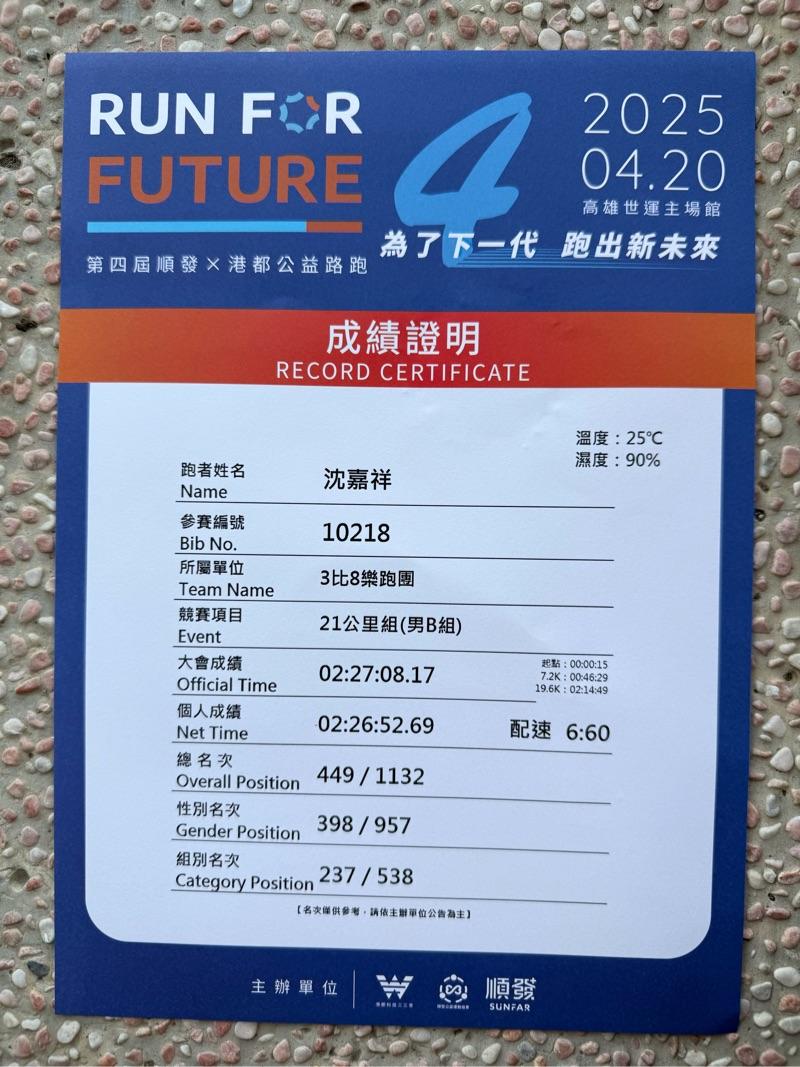 RUN FOR
FUTURE
4
2025
04.20
高雄世運主場館
第四屆順發×港都公益路跑
為了下一代 跑出新未來
成績證明
RECORD CERTIFICATE
溫度：25℃
濕度：90%
跑者姓名
Name
沈嘉祥
參賽編號
Bib No.
10218
所屬單位
Team Name
3比8樂跑團
競賽項目
Event
21公里組(男B組)
大會成績
Official Time
02:27:08.17
起點：00:00:15
7.2K：00:46:29
19.6K：02:14:49
個人成績
Net Time
02:26:52.69
配速 6:60
總名次
Overall Position
449 / 1132
性別名次
Gender Position
398 / 957
組別名次
Category Position
237 / 538
【名次僅供參考，請依主辦單位公告為主】
主辦單位
順發
SUNFAR